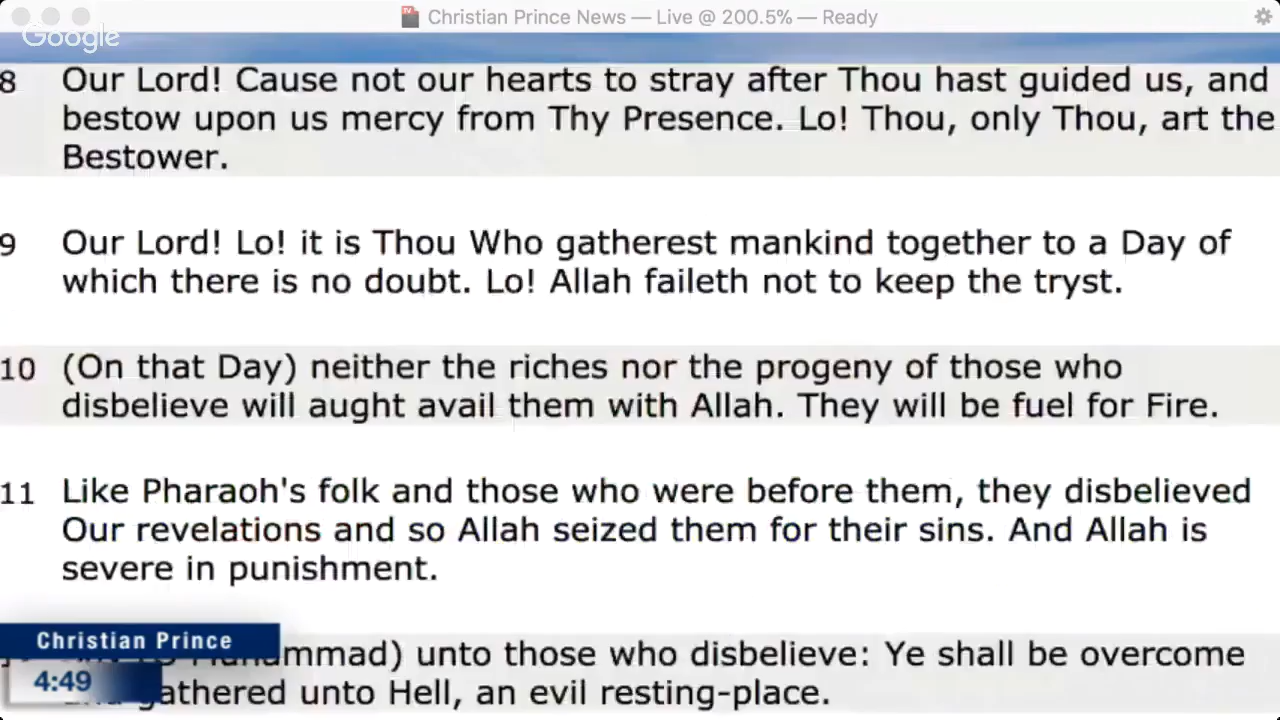 Christian Prince News — Live @ 200.5% — Ready
Google
8 Our Lord! Cause not our hearts to stray after Thou hast guided us, and
bestow upon us mercy from Thy Presence. Lo! Thou, only Thou, art the
Bestower.
9 Our Lord! Lo! it is Thou Who gatherest mankind together to a Day of
which there is no doubt. Lo! Allah faileth not to keep the tryst.
10 (On that Day) neither the riches nor the progeny of those who
disbelieve will aught avail them with Allah. They will be fuel for Fire.
11 Like Pharaoh's folk and those who were before them, they disbelieved
Our revelations and so Allah seized them for their sins. And Allah is
severe in punishment.
Muhammad) unto those who disbelieve: Ye shall be overcome
gathered unto Hell, an evil resting-place.
Christian Prince
4:49